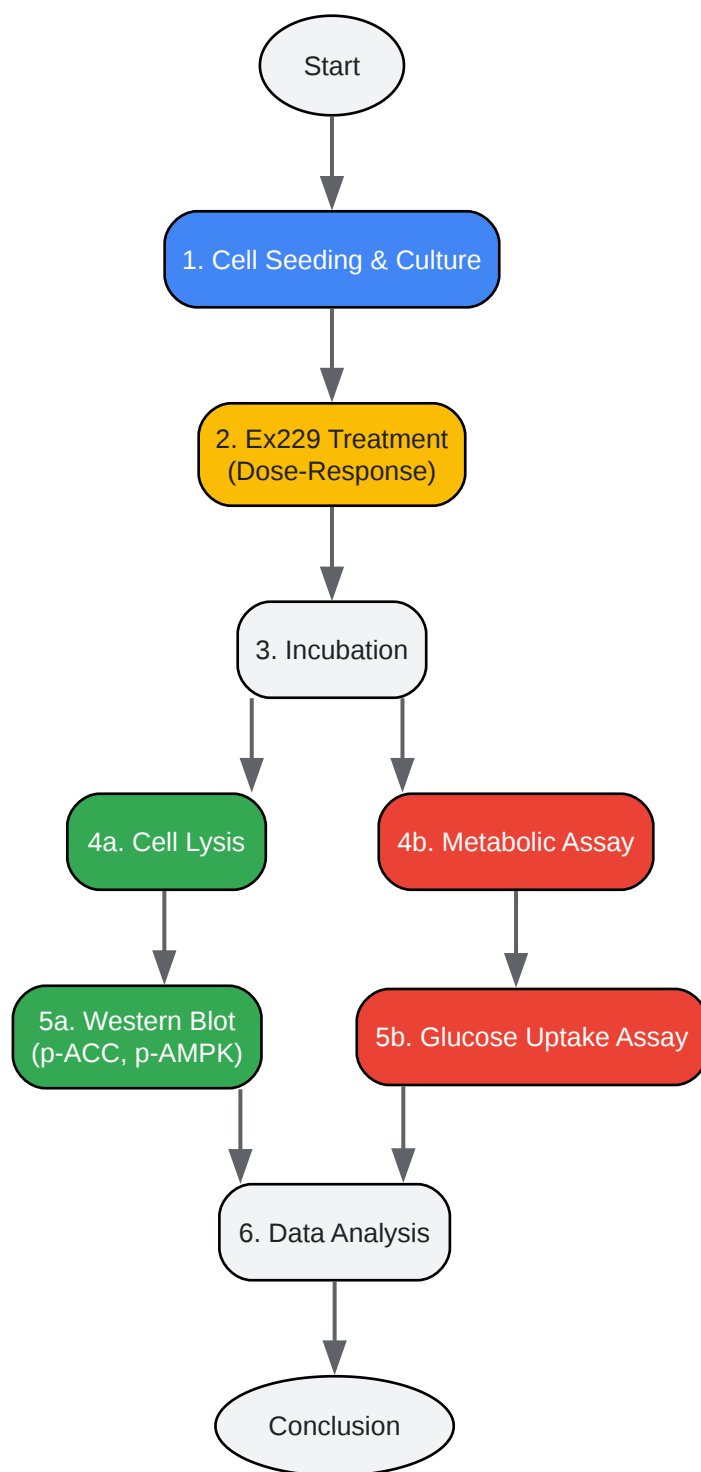 Start
1. Cell Seeding & Culture
2. Ex229 Treatment
(Dose-Response)
3. Incubation
4a. Cell Lysis
4b. Metabolic Assay
5a. Western Blot
(p-ACC, p-AMPK)
5b. Glucose Uptake Assay
6. Data Analysis
Conclusion